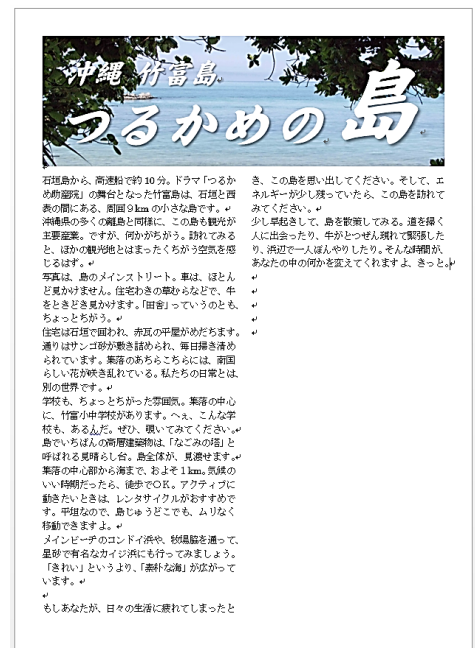 沖縄 竹富島
つるかめの島
石垣島から、高速船で約10分。ドラマ「つるか
め助産院」の舞台となった竹富島は、石垣と西
表の間にある、周囲9kmの小さな島です。
沖縄県の多くの離島と同様に、この島も観光が
主要産業。ですが、何かがちがう。訪れてみる
と、ほかの観光地とはまったくちがう空気を感
じるはず。
写真は、島のメインストリート。車は、ほとん
ど見かけません。住宅わきの草むらなどで、牛
をときどき見かけます。「田舎」っていうのとも、
ちょっとちがう。
住宅は石垣で囲われ、赤瓦の平屋がめだちます。
通りはサンゴ砂が敷き詰められ、毎日掃き清め
られています。集落のあちらこちらには、南国
らしい花が咲き乱れている。私たちの日常とは、
別の世界です。
学校も、ちょっとちがった雰囲気。集落の中心
に、竹富小中学校があります。へぇ、こんな学
校も、あるんだ。ぜひ、覗いてみてください。
島でいちばんの高層建築物は、「なごみの塔」と
呼ばれる見晴らし台。島全体が、見渡せます。
集落の中心部から海まで、およそ1km。気候の
いい時期だったら、徒歩でOK。アクティブに
動きたいときは、レンタサイクルがおすすめで
す。平坦なので、島じゅうどこでも、ムリなく
移動できますよ。
メインビーチのコンドイ浜や、牧場脇を通って、
星砂で有名なカイジ浜にも行ってみましょう。
「きれい」というより、「素朴な海」が広がって
います。
もしあなたが、日々の生活に疲れてしまったと
き、この島を思い出してください。そして、エ
ネルギーが少し残っていたら、この島を訪れて
みてください。
少し早起きして、島を散策してみる。道を掃く
人に出会ったり、牛がとつぜん現れて緊張した
り、浜辺で一人ぼんやりしたり。そんな時間が、
あなたの中の何かを変えてくれますよ、きっと。